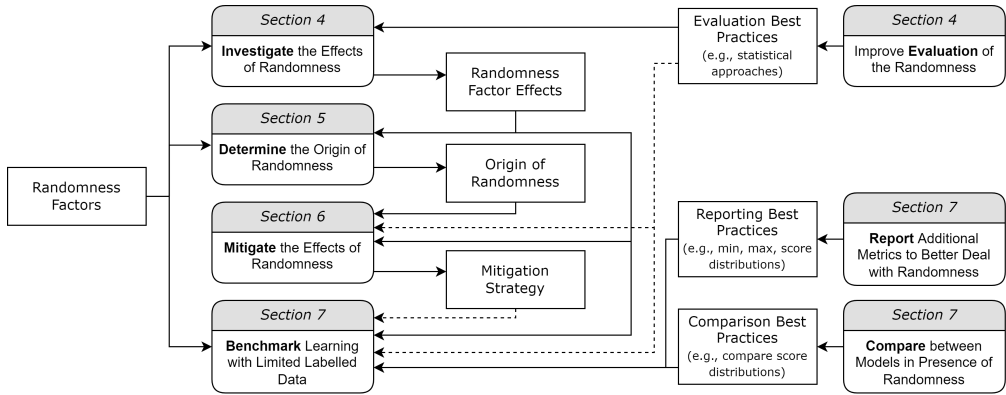 Randomness
Factors
Section 4
Investigate the Effects
of Randomness
Section 5
Determine the Origin of
Randomness
Section 6
Mitigate the Effects of
Randomness
Section 7
Benchmark Learning
with Limited Labelled
Data
Randomness
Factor Effects
Origin of
Randomness
Mitigation
Strategy
Evaluation Best
Practices
(e.g., statistical
approaches)
Reporting Best
Practices
(e.g., min, max, score
distributions)
Comparison Best
Practices
(e.g., compare score
distributions)
Section 4
Improve Evaluation of
the Randomness
Section 7
Report Additional
Metrics to Better Deal
with Randomness
Section 7
Compare between
Models in Presence of
Randomness